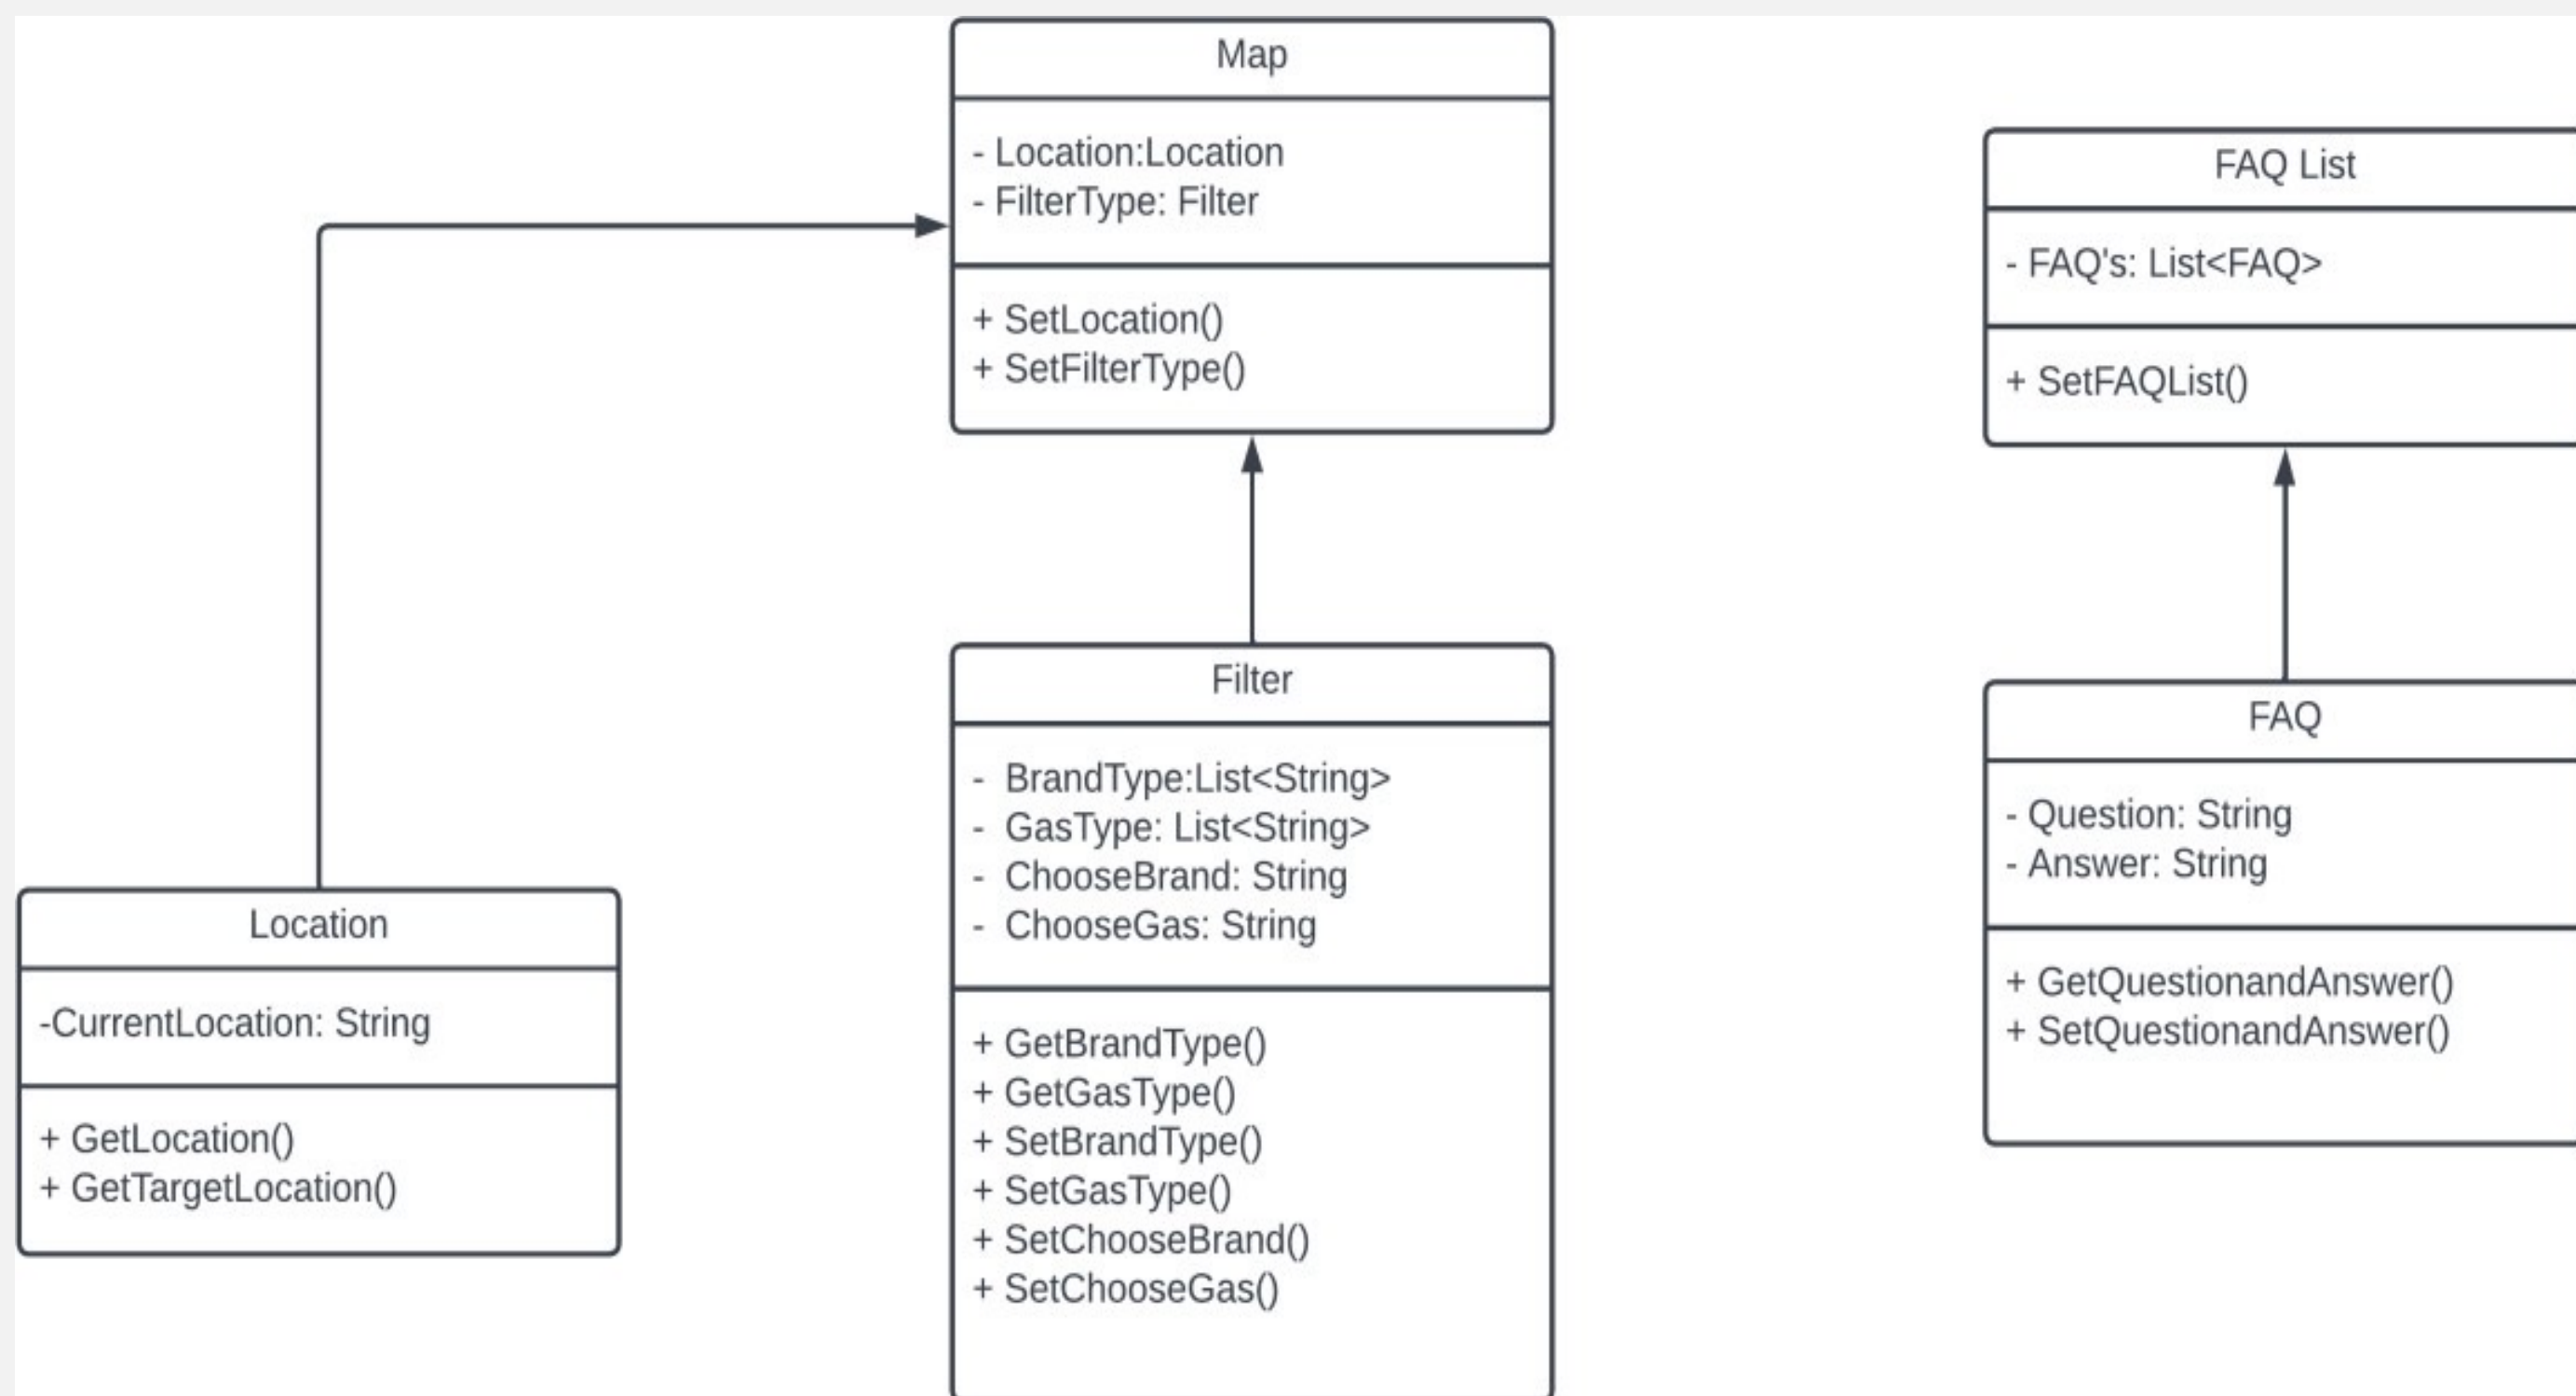 Map
- Location:Location
- FilterType: Filter
+ SetLocation()
+ SetFilterType()
FAQ List
- FAQ's: List<FAQ>
+ SetFAQList()
Filter
- BrandType:List<String>
- GasType: List<String>
- ChooseBrand: String
- ChooseGas: String
+ GetBrandType()
+ GetGasType()
+ SetBrandType()
+ SetGasType()
+ SetChooseBrand()
+ SetChooseGas()
FAQ
- Question: String
- Answer: String
+ GetQuestionandAnswer()
+ SetQuestionandAnswer()
Location
-CurrentLocation: String
+ GetLocation()
+ GetTargetLocation()